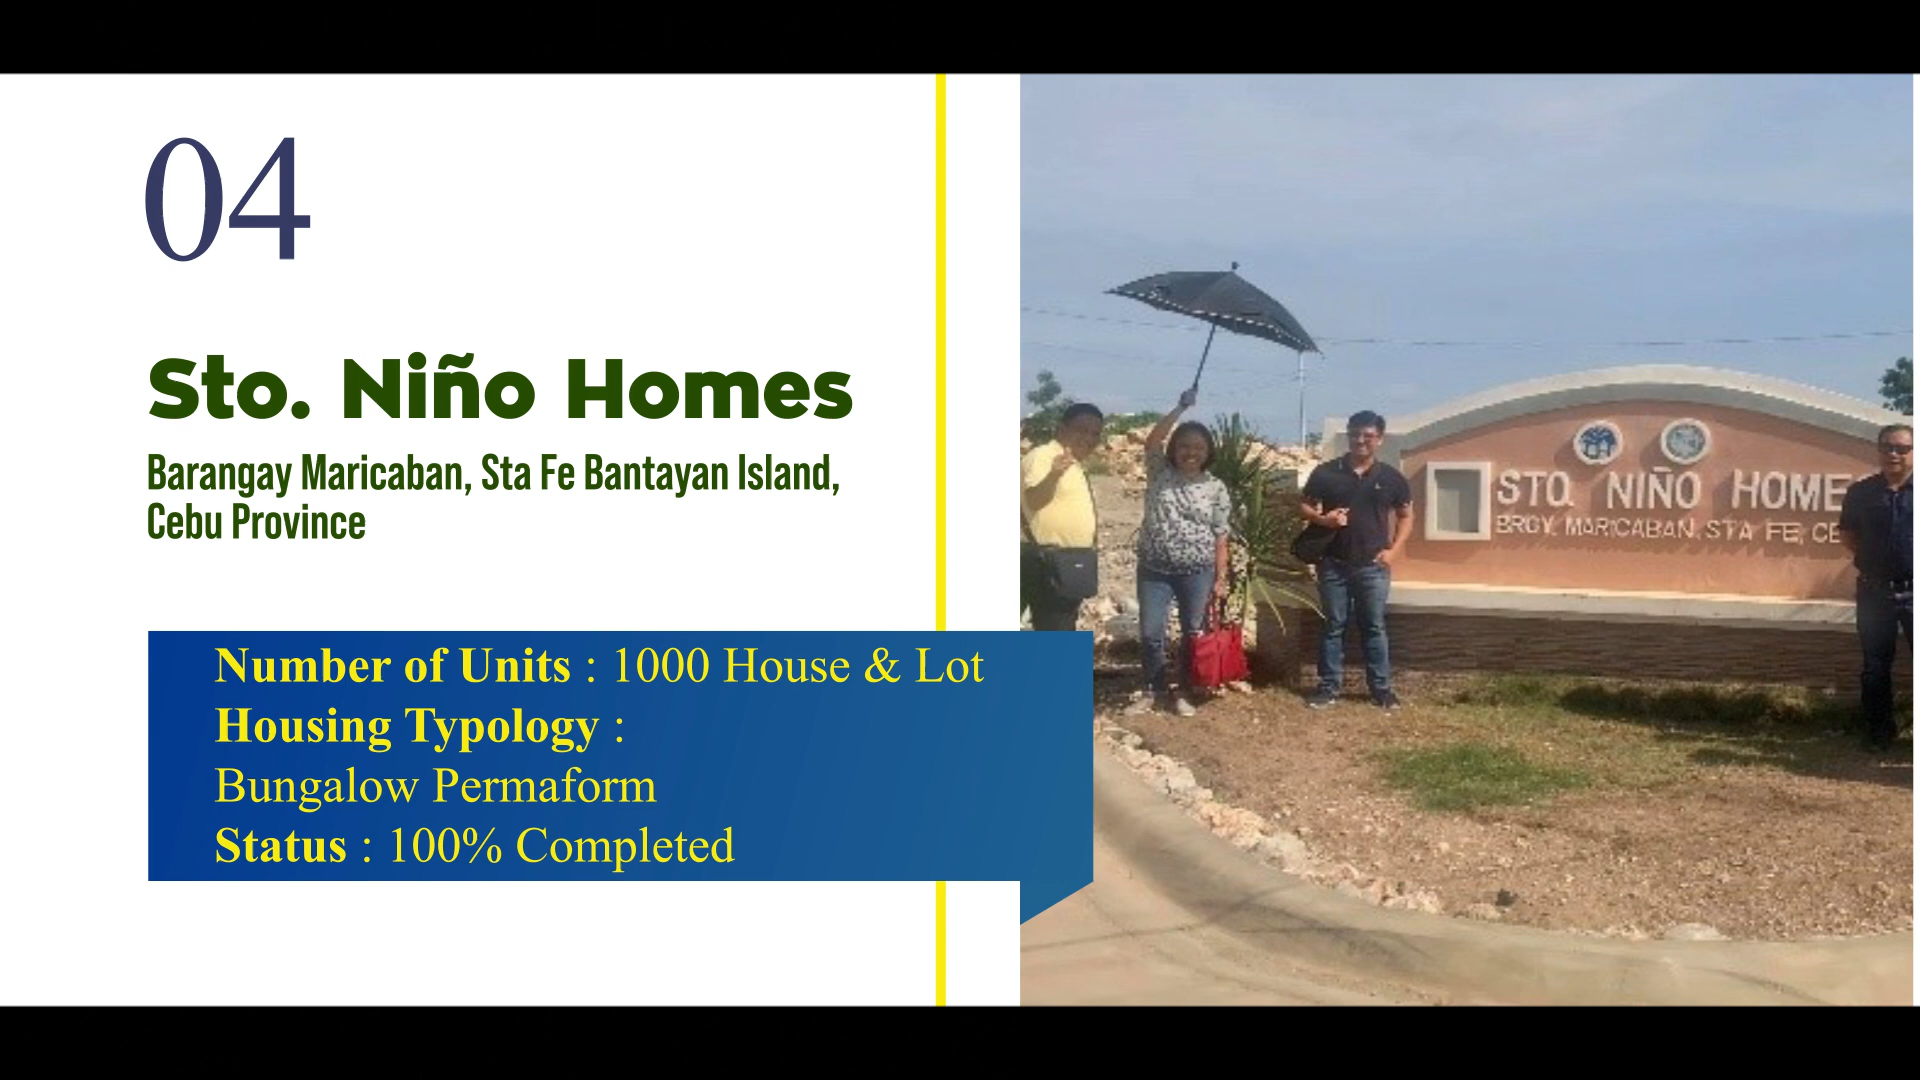 04
Sto. Niño Homes
Barangay Maricaban, Sta Fe Bantayan Island,
Cebu Province
Number of Units : 1000 House & Lot
Housing Typology :
Bungalow Permaform
Status : 100% Completed
STO. NIÑO HOME
BRGY. MARICABAN, STA FE, CE